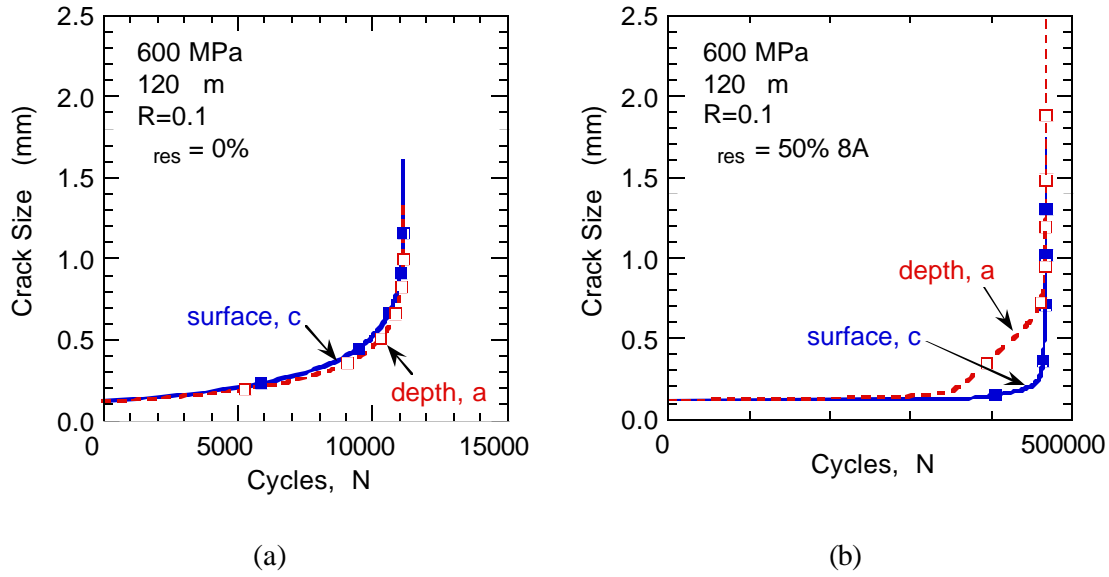 2.5
2.0
1.5
1.0
0.5
0.0
Crack Size (mm)
600 MPa
120 m
R=0.1
res = 0%
surface, c
depth, a
0
5000
10000
15000
Cycles, N
(a)
2.5
2.0
1.5
1.0
0.5
0.0
Crack Size (mm)
600 MPa
120 m
R=0.1
res = 50% 8A
depth, a
surface, c
0
500000
Cycles, N
(b)